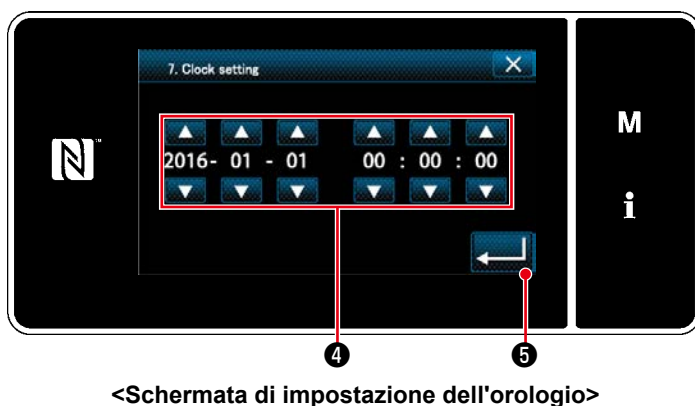 7. Clock setting
2016- 01 - 01 00 : 00 : 00
M
i
4
5
<Schermata di impostazione dell'orologio>